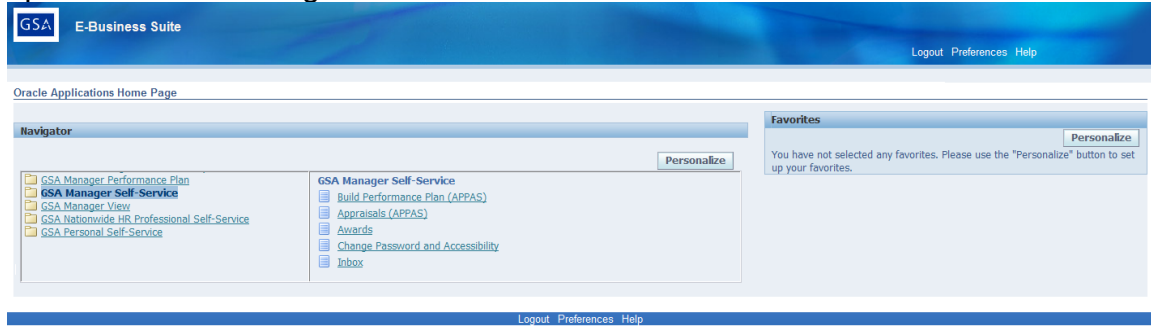 GSA E-Business Suite
Logout Preferences Help
Oracle Applications Home Page
Navigator
Personalize
GSA Manager Performance Plan
GSA Manager Self-Service
GSA Manager View
GSA Nationwide HR Professional Self-Service
GSA Personal Self-Service
GSA Manager Self-Service
Build Performance Plan (APPAS)
Appraisals (APPAS)
Awards
Change Password and Accessibility
Inbox
Favorites
Personalize
You have not selected any favorites. Please use the "Personalize" button to set
up your favorites.
Logout Preferences Help